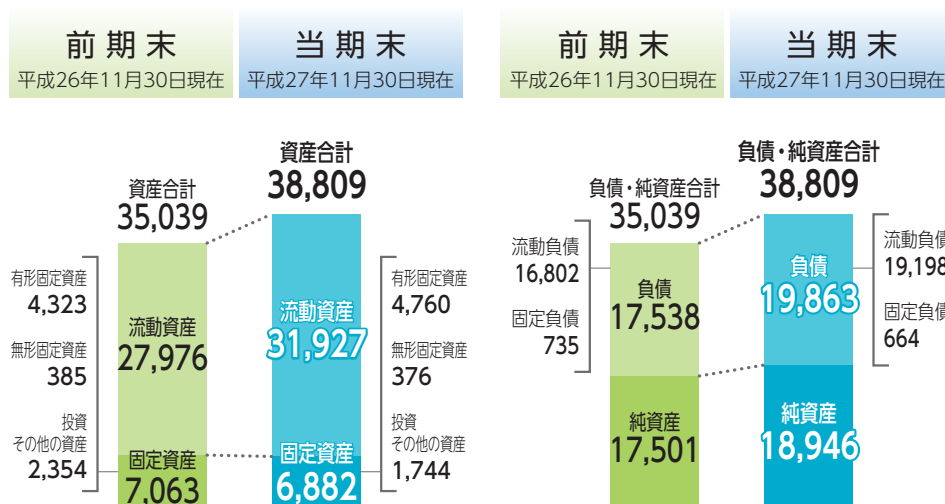 前期末
平成26年11月30日現在
当期末
平成27年11月30日現在
資産合計
35,039
資産合計
38,809
有形固定資産
4,323
無形固定資産
385
投資
その他の資産
2,354
流動資産
27,976
固定資産
7,063
流動資産
31,927
固定資産
6,882
有形固定資産
4,760
無形固定資産
376
投資
その他の資産
1,744
前期末
平成26年11月30日現在
当期末
平成27年11月30日現在
負債・純資産合計
35,039
負債・純資産合計
38,809
流動負債
16,802
固定負債
735
負債
17,538
純資産
17,501
負債
19,863
純資産
18,946
流動負債
19,198
固定負債
664